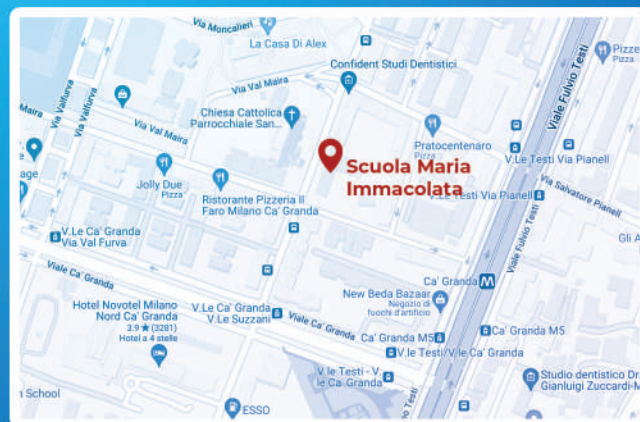 Via Moncalieri
La Casa Di Alex
Pizze
Pizza
Confident Studi Dentistici
Via Valfurva
Via Valfurva
Via Val Maira
Maira
Via Val Maira
Chiesa Cattolica
Parrocchiale San...
Pratocentenaro
Pizza
Viale Fulvio Testi
V.Le Testi Via Pianell
Scuola Maria
Immacolata
age
Jolly Due
Pizza
Ristorante Pizzeria Il
Faro Milano Ca' Granda
V.Le Testi Via Pianell
Via Salvatore Pianell
V.Le Ca' Granda
Via Val Furva
Viale Fulvio Testi
Gli A
Viale Ca' Granda
Ca' Granda
M
Hotel Novotel Milano
Nord Ca' Granda
3.9 ★ (3281)
Hotel a 4 stelle
V.Le Ca' Granda
V.Le Suzzani
New Beda Bazaar
Negozio di
fuochi d'artificio
Viale Ca' Granda
Ca' Granda M5
Ca' Granda M5
V.le Testi V.le Ca' Granda
V.le Testi - V.
le Ca' Granda
Studio dentistico Dr.
Gianluigi Zuccardi-M
n School
ESSO
io Testi